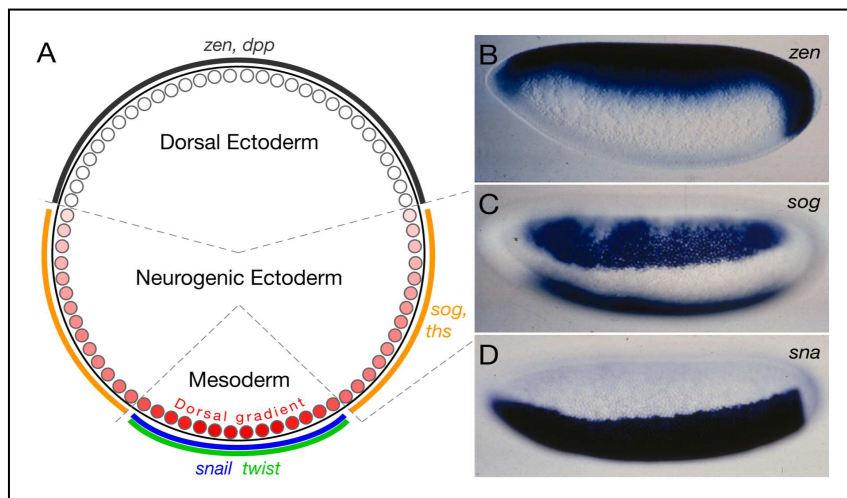 A
zen, dpp
Dorsal Ectoderm
Neurogenic Ectoderm
sog,
ths
Mesoderm
Dorsal gradient
snail twist
B
zen
C
sog
D
sna